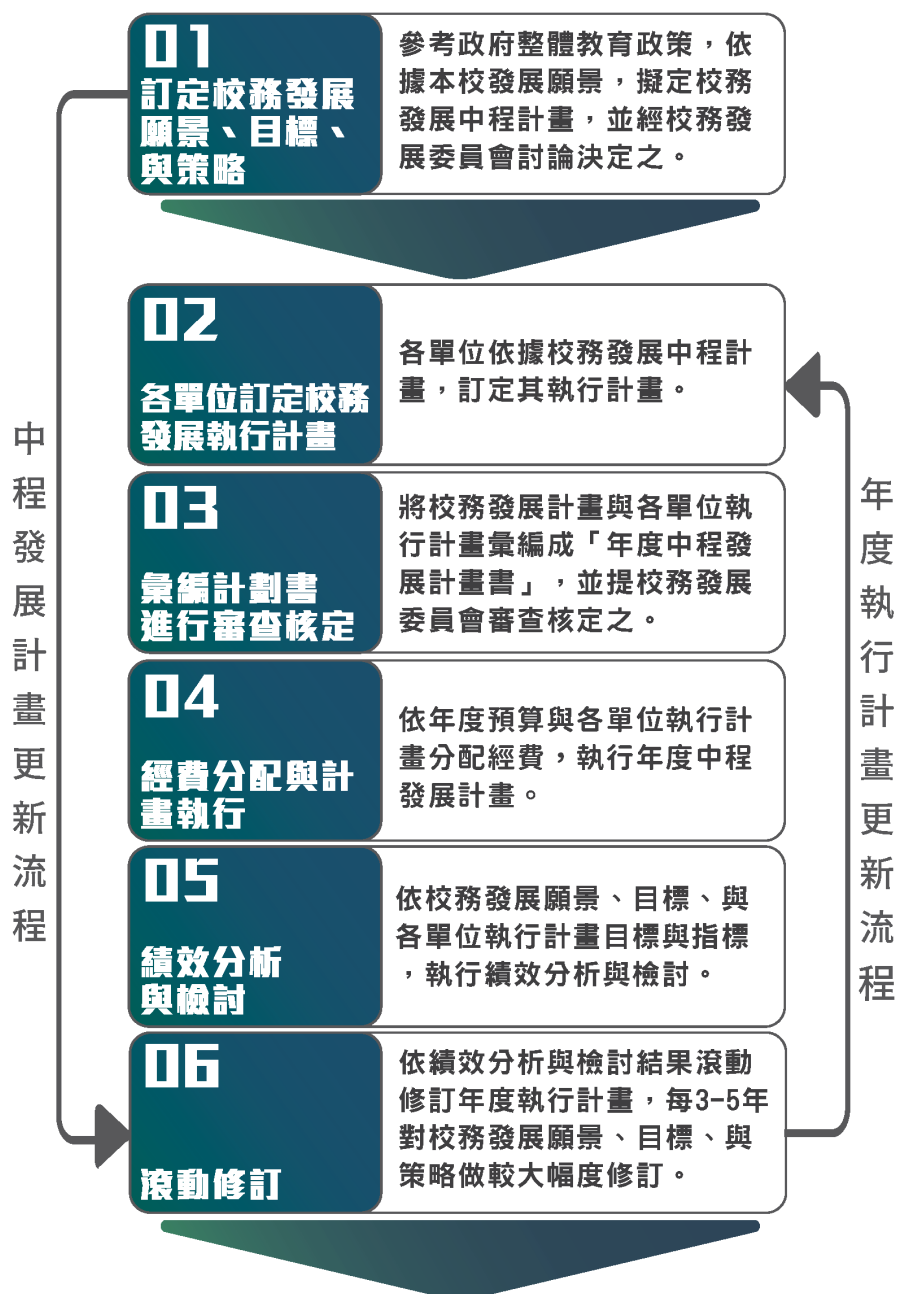 01
訂定校務發展
願景、目標、
與策略
參考政府整體教育政策，依
據本校發展願景，擬定校務
發展中程計畫，並經校務發
展委員會討論決定之。
02
各單位訂定校務
發展執行計畫
各單位依據校務發展中程計
畫，訂定其執行計畫。
03
彙編計劃書
進行審查核定
將校務發展計畫與各單位執
行計畫彙編成「年度中程發
展計畫書」，並提校務發展
委員會審查核定之。
04
經費分配與計
畫執行
依年度預算與各單位執行計
畫分配經費，執行年度中程
發展計畫。
05
績效分析
與檢討
依校務發展願景、目標、與
各單位執行計畫目標與指標
，執行績效分析與檢討。
06
滾動修訂
依績效分析與檢討結果滾動
修訂年度執行計畫，每3-5年
對校務發展願景、目標、與
策略做較大幅度修訂。
中程發展計畫更新流程
年度執行計畫更新流程